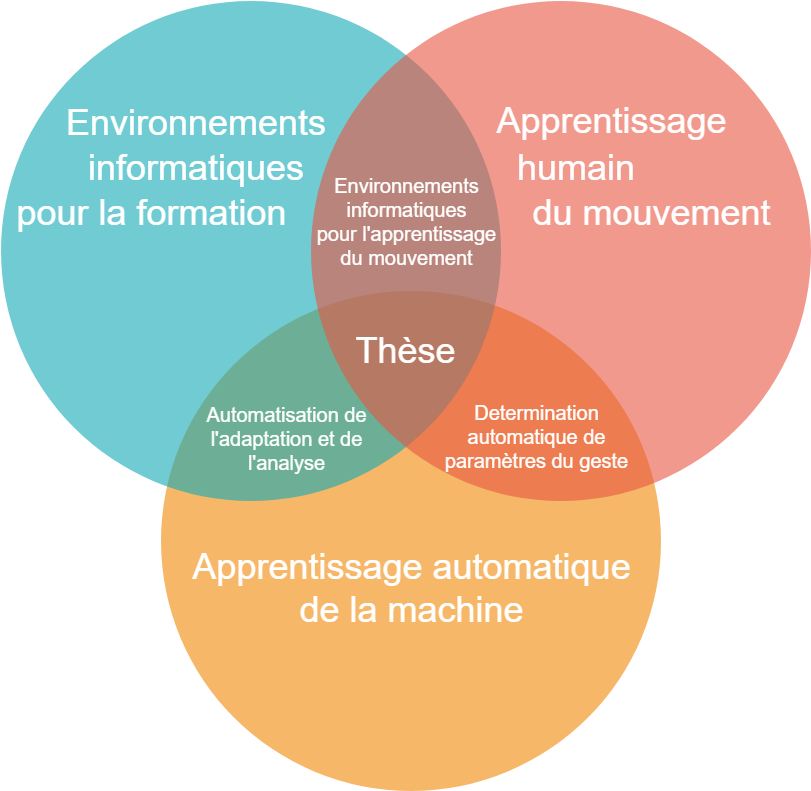 Environnements
informatiques
pour la formation
Apprentissage
humain
du mouvement
Environnements
informatiques
pour l'apprentissage
du mouvement
Thèse
Automatisation de
l'adaptation et de
l'analyse
Determination
automatique de
paramètres du geste
Apprentissage automatique
de la machine